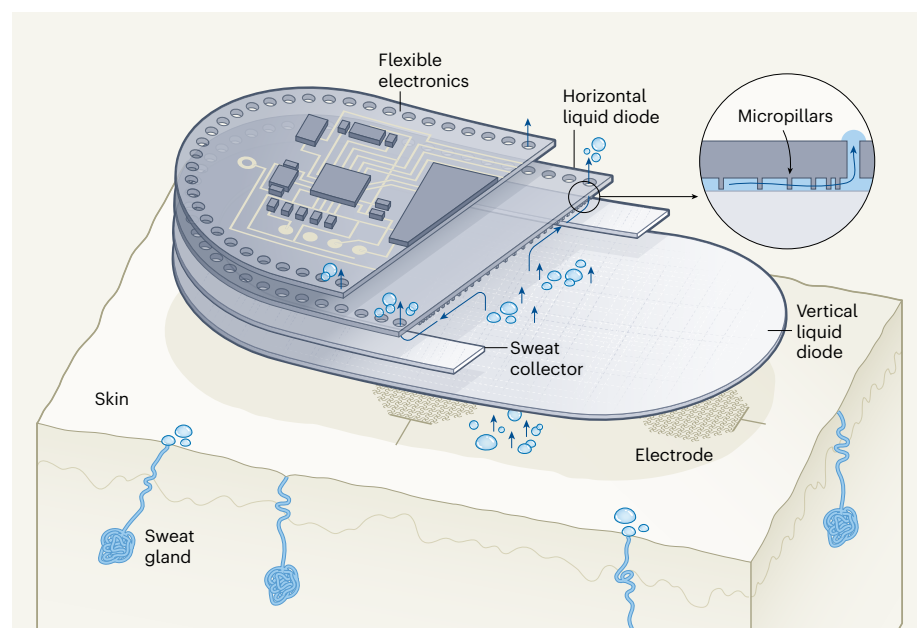 Flexible
electronics
Horizontal
liquid diode
Micropillars
Vertical
liquid
diode
Sweat
collector
Skin
Electrode
Sweat
gland